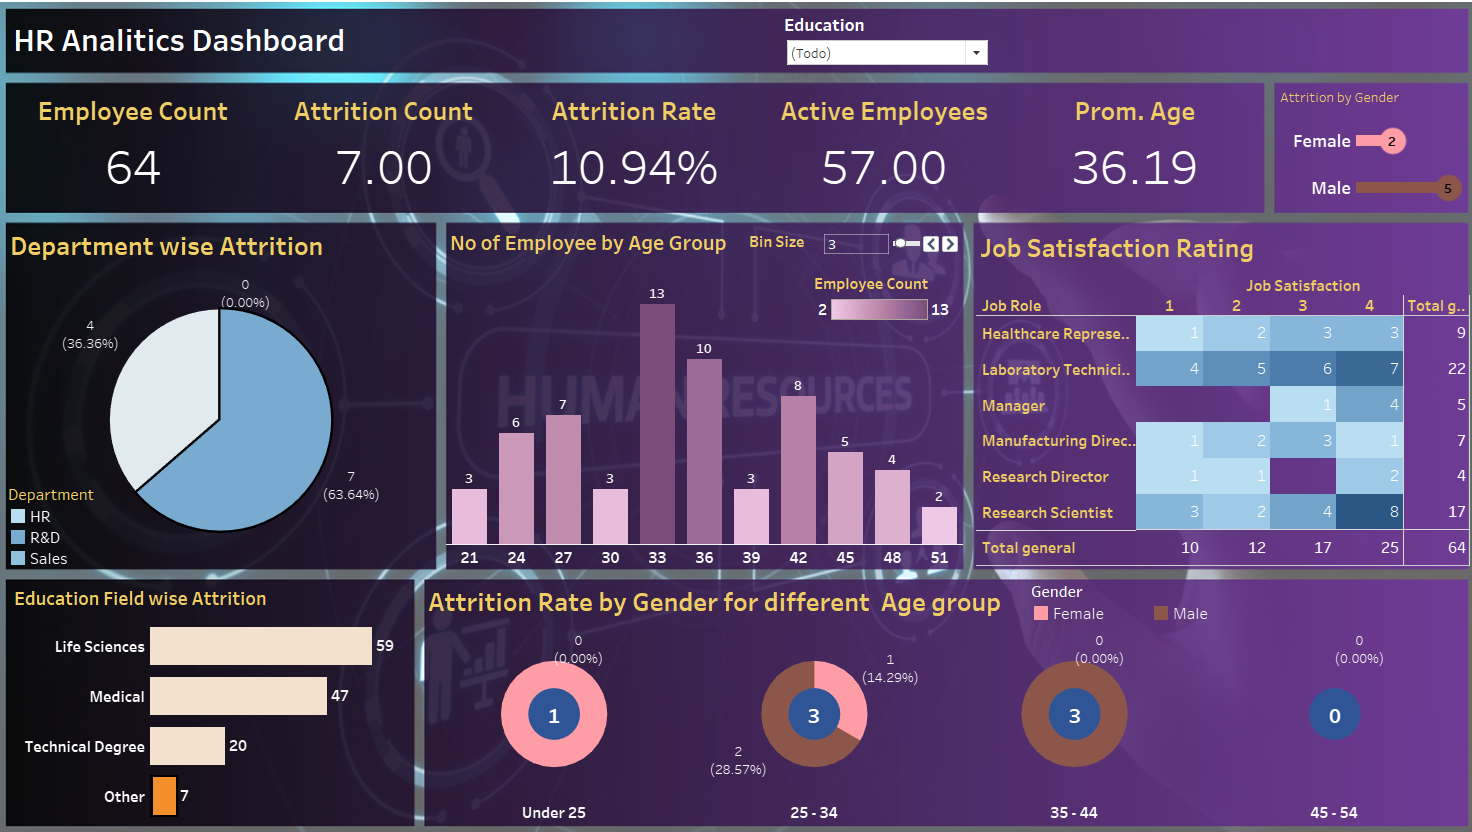 HR Analitics Dashboard
Education
(Todo)
Employee Count
64
Attrition Count
7.00
Attrition Rate
10.94%
Active Employees
57.00
Prom. Age
36.19
Attrition by Gender
Female 2
Male 5
Department wise Attrition
0
(0.00%)
4
(36.36%)
7
(63.64%)
Department
HR
R&D
Sales
No of Employee by Age Group
Bin Size 3
Employee Count
2 13
3 6 7 3 13 10 3 8 5 4 2
21 24 27 30 33 36 39 42 45 48 51
HUMAN RESOURCES
Job Satisfaction Rating
Job Satisfaction
Job Role 1 2 3 4 Total g..
Healthcare Represe.. 1 2 3 3 9
Laboratory Technici.. 4 5 6 7 22
Manager 1 4 5
Manufacturing Direc.. 1 2 3 1 7
Research Director 1 1 2 4
Research Scientist 3 2 4 8 17
Total general 10 12 17 25 64
Education Field wise Attrition
Life Sciences 59
Medical 47
Technical Degree 20
Other 7
Attrition Rate by Gender for different Age group
Gender
Female Male
0
(0.00%)
1
Under 25
1
(14.29%)
3
2
(28.57%)
25 - 34
0
(0.00%)
3
35 - 44
0
(0.00%)
0
45 - 54